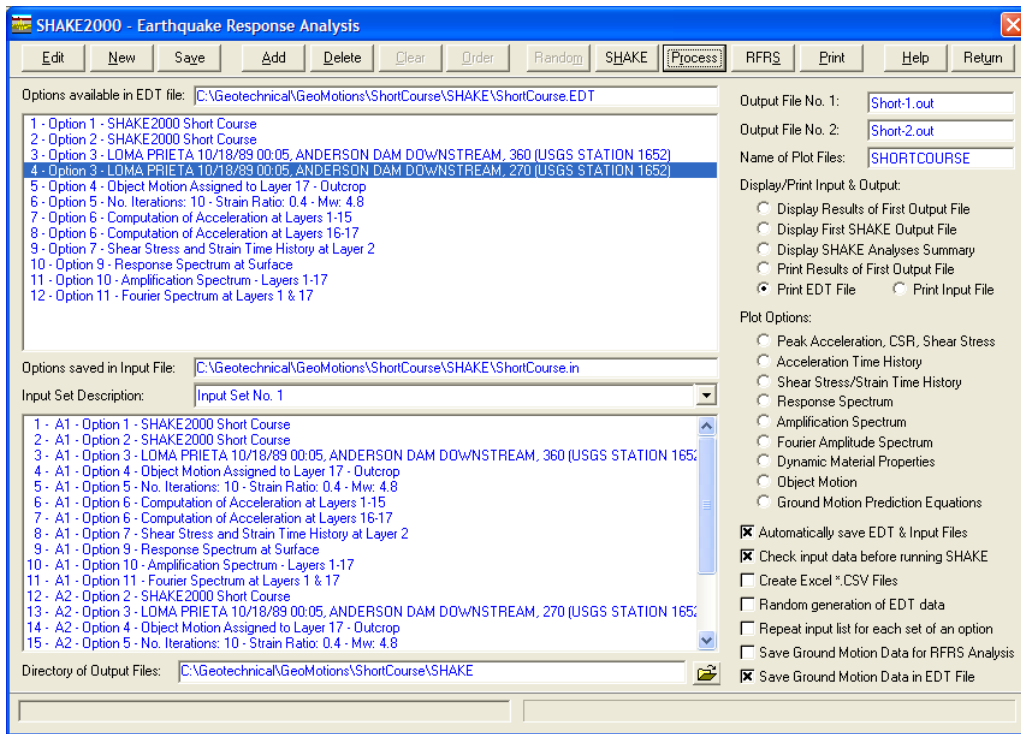 SHAKE2000 - Earthquake Response Analysis
Edit New Save Add Delete Clear Order Random SHAKE Process RFRS Print Help Return
Options available in EDT file: C:\Geotechnical\GeoMotions\ShortCourse\SHAKE\ShortCourse.EDT
1 - Option 1 - SHAKE2000 Short Course
2 - Option 2 - SHAKE2000 Short Course
3 - Option 3 - LOMA PRIETA 10/18/89 00:05, ANDERSON DAM DOWNSTREAM, 360 (USGS STATION 1652)
4 - Option 3 - LOMA PRIETA 10/18/89 00:05, ANDERSON DAM DOWNSTREAM, 270 (USGS STATION 1652)
5 - Option 4 - Object Motion Assigned to Layer 17 - Outcrop
6 - Option 5 - No. Iterations: 10 - Strain Ratio: 0.4 - Mw: 4.8
7 - Option 6 - Computation of Acceleration at Layers 1-15
8 - Option 6 - Computation of Acceleration at Layers 16-17
9 - Option 7 - Shear Stress and Strain Time History at Layer 2
10 - Option 9 - Response Spectrum at Surface
11 - Option 10 - Amplification Spectrum - Layers 1-17
12 - Option 11 - Fourier Spectrum at Layers 1 & 17
Options saved in Input File: C:\Geotechnical\GeoMotions\ShortCourse\SHAKE\ShortCourse.in
Input Set Description: Input Set No. 1
1 - A1 - Option 1 - SHAKE2000 Short Course
2 - A1 - Option 2 - SHAKE2000 Short Course
3 - A1 - Option 3 - LOMA PRIETA 10/18/89 00:05, ANDERSON DAM DOWNSTREAM, 360 (USGS STATION 1652
4 - A1 - Option 4 - Object Motion Assigned to Layer 17 - Outcrop
5 - A1 - Option 5 - No. Iterations: 10 - Strain Ratio: 0.4 - Mw: 4.8
6 - A1 - Option 6 - Computation of Acceleration at Layers 1-15
7 - A1 - Option 6 - Computation of Acceleration at Layers 16-17
8 - A1 - Option 7 - Shear Stress and Strain Time History at Layer 2
9 - A1 - Option 9 - Response Spectrum at Surface
10 - A1 - Option 10 - Amplification Spectrum - Layers 1-17
11 - A1 - Option 11 - Fourier Spectrum at Layers 1 & 17
12 - A2 - Option 2 - SHAKE2000 Short Course
13 - A2 - Option 3 - LOMA PRIETA 10/18/89 00:05, ANDERSON DAM DOWNSTREAM, 270 (USGS STATION 1652
14 - A2 - Option 4 - Object Motion Assigned to Layer 17 - Outcrop
15 - A2 - Option 5 - No. Iterations: 10 - Strain Ratio: 0.4 - Mw: 4.8
Directory of Output Files: C:\Geotechnical\GeoMotions\ShortCourse\SHAKE
Output File No. 1: Short-1.out
Output File No. 2: Short-2.out
Name of Plot Files: SHORTCOURSE
Display/Print Input & Output:
Display Results of First Output File
Display First SHAKE Output File
Display SHAKE Analyses Summary
Print Results of First Output File
Print EDT File Print Input File
Plot Options:
Peak Acceleration, CSR, Shear Stress
Acceleration Time History
Shear Stress/Strain Time History
Response Spectrum
Amplification Spectrum
Fourier Amplitude Spectrum
Dynamic Material Properties
Object Motion
Ground Motion Prediction Equations
Automatically save EDT & Input Files
Check input data before running SHAKE
Create Excel *.CSV Files
Random generation of EDT data
Repeat input list for each set of an option
Save Ground Motion Data for RFRS Analysis
Save Ground Motion Data in EDT File